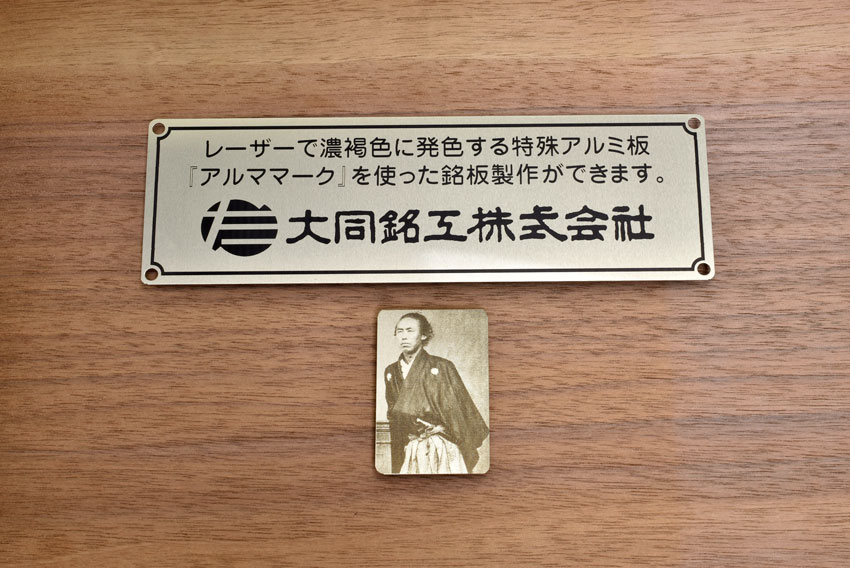 レーザーで濃褐色に発色する特殊アルミ板
『アルママーク』を使った銘板製作ができます。
大同銘工株式会社